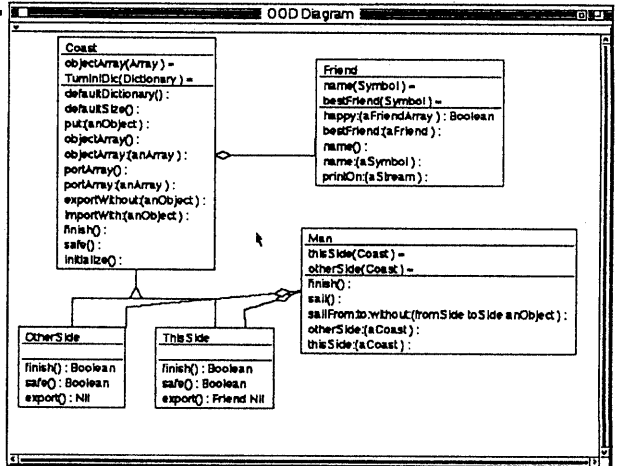 OOD Diagram
Coast
objectArray(Array) =
TuminiDic(Dictionary) =
defaultDictionary() :
defaultSize() :
put:(anObject) :
objectArray() :
objectArray:(anArray) :
portArray() :
portArray:(anArray) :
exportWithout:(anObject) :
importWith:(anObject) :
finish() :
safe() :
initialize() :
Friend
name(Symbol) =
bestFriend(Symbol) =
happy:(aFriendArray) : Boolean
bestFriend:(aFriend) :
name() :
name:(aSymbol) :
printOn:(aStream) :
Man
thisSide(Coast) =
otherSide(Coast) =
finish() :
sail() :
sailFrom:to:without:(fromSide toSide anObject) :
otherSide:(aCoast) :
thisSide:(aCoast) :
OtherSide
finish() : Boolean
safe() : Boolean
export() : Nil
ThisSide
finish() : Boolean
safe() : Boolean
export() : Friend Nil